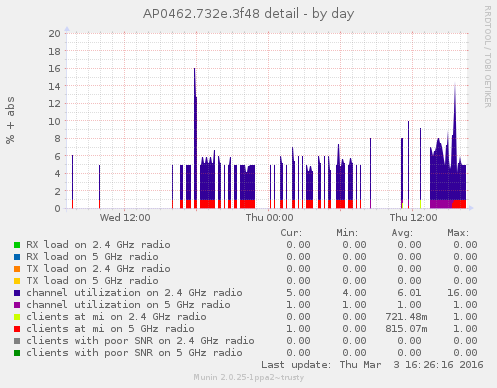 AP0462.732e.3f48 detail - by day
RRDTOOL / TOBI OETIKER
% + abs
20
18
16
14
12
10
8
6
4
2
0
Wed 12:00 Thu 00:00 Thu 12:00
Cur: Min: Avg: Max:
RX load on 2.4 GHz radio 0.00 0.00 0.00 0.00
RX load on 5 GHz radio 0.00 0.00 0.00 0.00
TX load on 2.4 GHz radio 0.00 0.00 0.00 0.00
TX load on 5 GHz radio 0.00 0.00 0.00 0.00
channel utilization on 2.4 GHz radio 5.00 4.00 6.01 16.00
channel utilization on 5 GHz radio 1.00 1.00 1.00 1.00
clients at mi on 2.4 GHz radio 0.00 0.00 721.48m 1.00
clients at mi on 5 GHz radio 1.00 0.00 815.07m 1.00
clients with poor SNR on 2.4 GHz radio 0.00 0.00 0.00 0.00
clients with poor SNR on 5 GHz radio 0.00 0.00 0.00 0.00
Last update: Thu Mar 3 16:26:16 2016
Munin 2.0.25-1ppa2~trusty